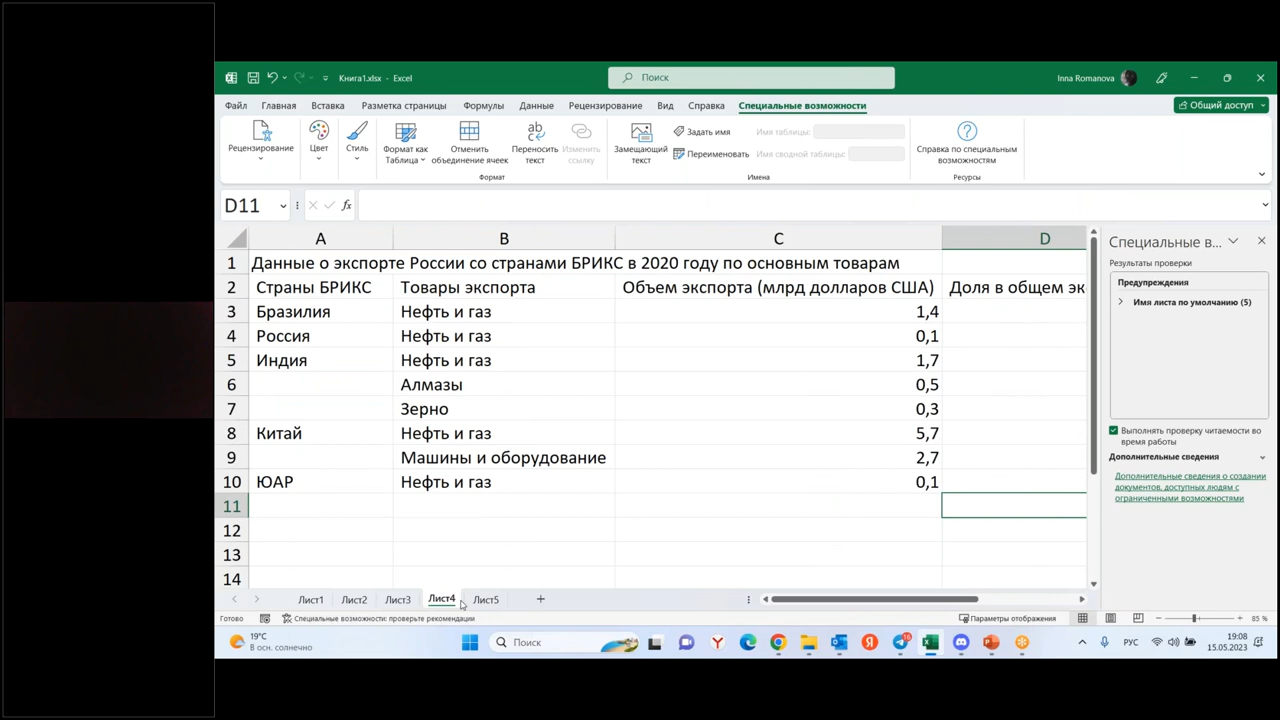 Книга1.xlsx - Excel
Поиск
Inna Romanova
Файл Главная Вставка Разметка страницы Формулы Данные Рецензирование Вид Справка Специальные возможности
Общий доступ
Рецензирование
Цвет
Стиль
Формат как Таблица
Отменить объединение ячеек
Переносить текст
Изменить ссылку
Формат
Замещающий текст
Задать имя
Переименовать
Имя таблицы:
Имя сводной таблицы:
Имена
Справка по специальным возможностям
Ресурсы
D11
fx
A B C D
1 Данные о экспорте России со странами БРИКС в 2020 году по основным товарам
2 Страны БРИКС Товары экспорта Объем экспорта (млрд долларов США) Доля в общем эк
3 Бразилия Нефть и газ 1,4
4 Россия Нефть и газ 0,1
5 Индия Нефть и газ 1,7
6 Алмазы 0,5
7 Зерно 0,3
8 Китай Нефть и газ 5,7
9 Машины и оборудование 2,7
10 ЮАР Нефть и газ 0,1
11
12
13
14
Специальные в...
Результаты проверки
Предупреждения
Имя листа по умолчанию (5)
Выполнять проверку читаемости во
время работы
Дополнительные сведения
Дополнительные сведения о создании
документов, доступных людям с
ограниченными возможностями
Лист1 Лист2 Лист3 Лист4 Лист5
Готово Специальные возможности: проверьте рекомендации Параметры отображения 85 %
19°C
В осн. солнечно
Поиск
РУС
19:08
15.05.2023